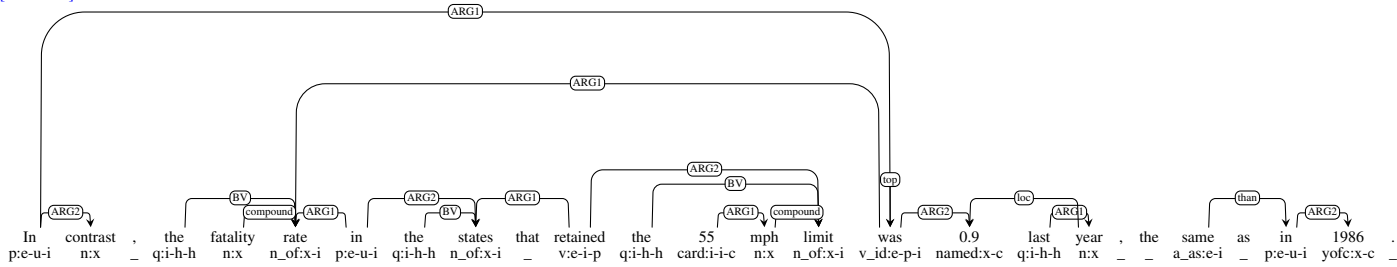 ARG1
ARG1
ARG2
BV
top
BV ARG2 ARG1 loc than
ARG2 compound ARG1 BV ARG1 compound ARG2 ARG1 ARG2
In contrast , the fatality rate in the states that retained the 55 mph limit was 0.9 last year , the same as in 1986 .
p:e-u-i n:x _ q:i-h-h n:x n_of:x-i p:e-u-i q:i-h-h n_of:x-i _ v:e-i-p q:i-h-h card:i-i-c n:x n_of:x-i v_id:e-p-i named:x-c q:i-h-h n:x _ _ a_as:e-i _ p:e-u-i yofc:x-c _